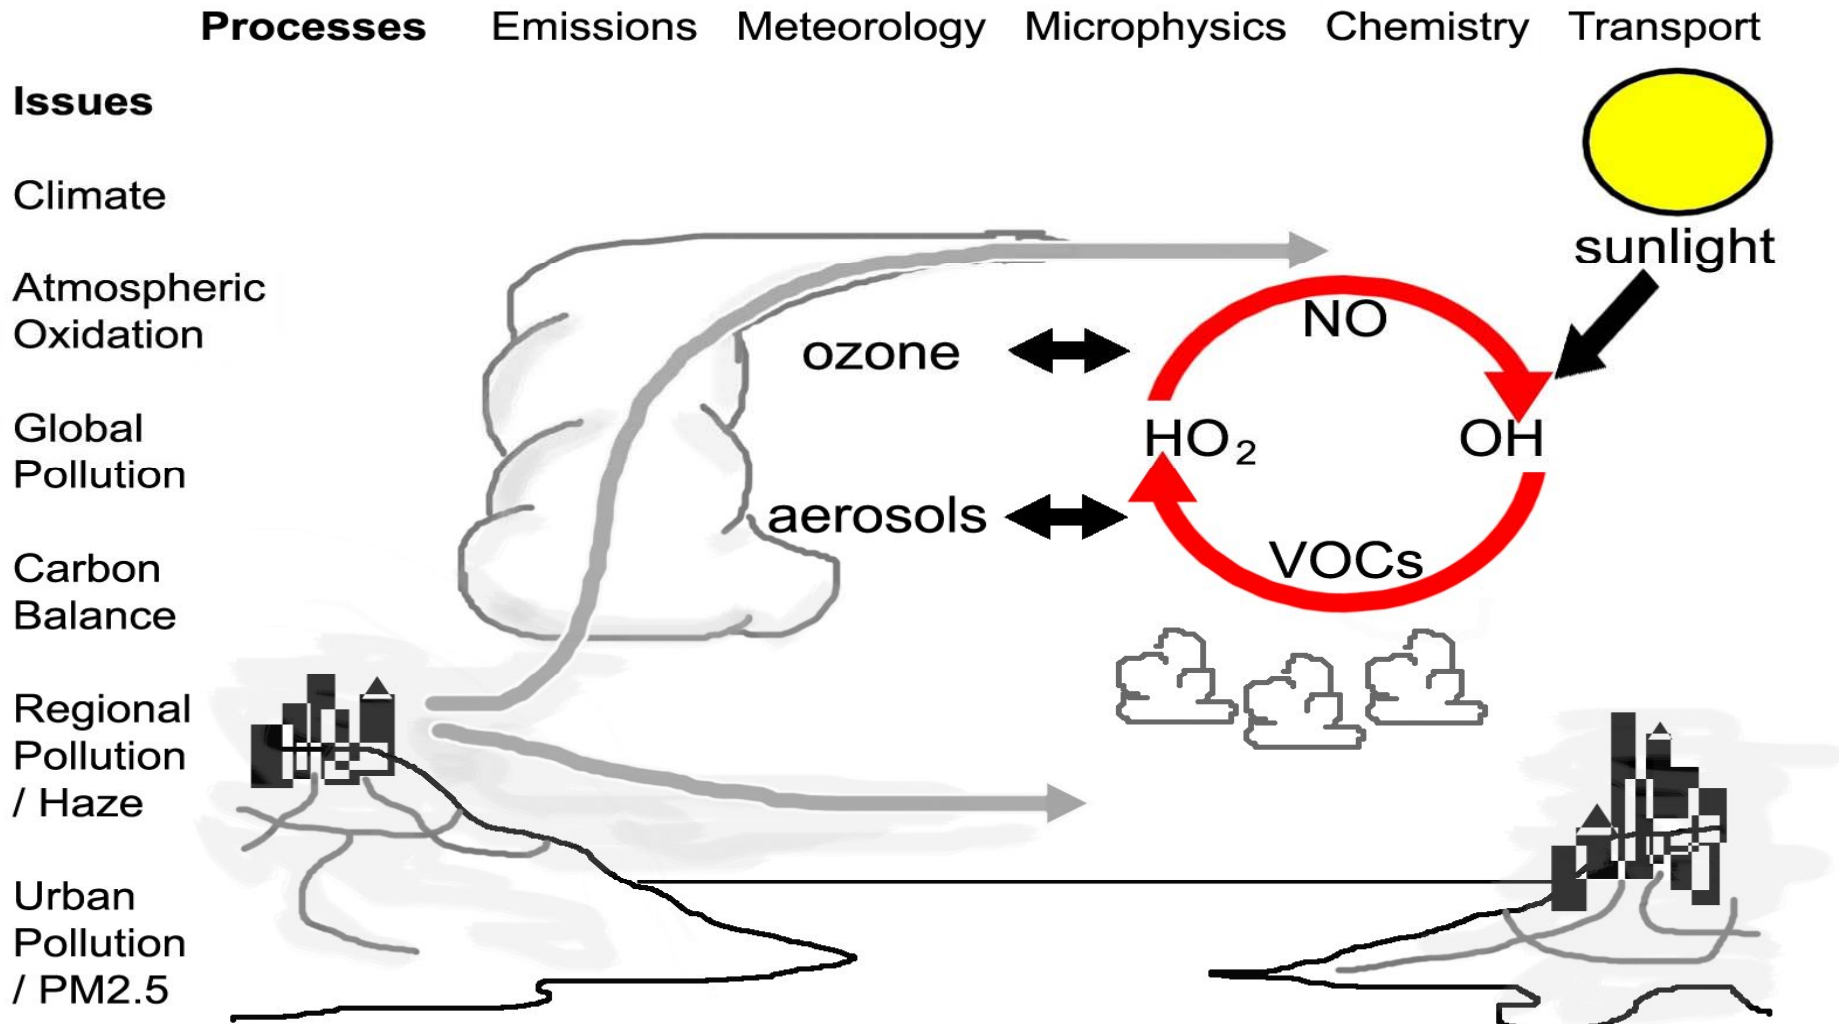 Processes Emissions Meteorology Microphysics Chemistry Transport
Issues
Climate
Atmospheric
Oxidation
Global
Pollution
Carbon
Balance
Regional
Pollution
/ Haze
Urban
Pollution
/ PM2.5
sunlight
NO
ozone
HO₂
OH
aerosols
VOCs